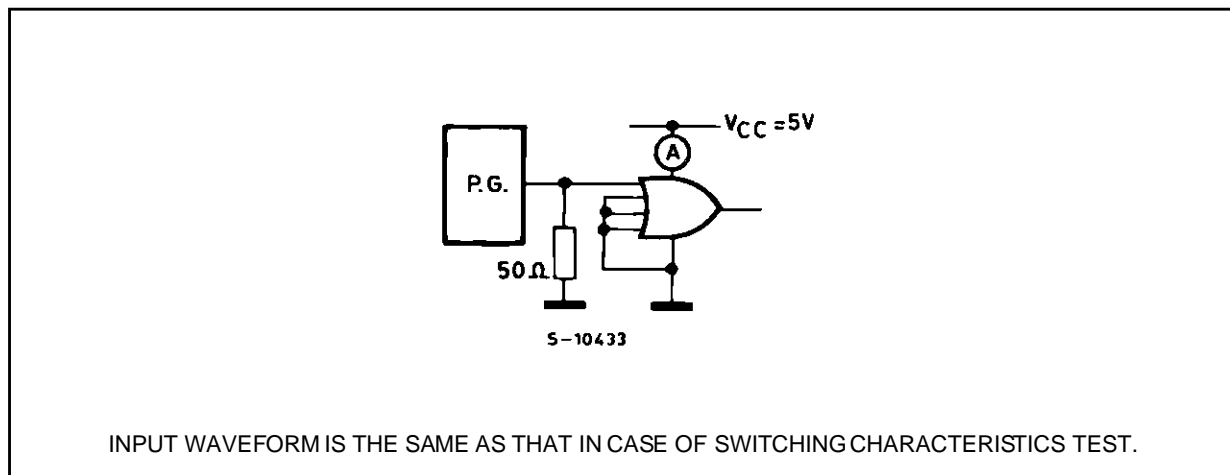 VCC = 5V
A
P.G.
50Ω
S-10433
INPUT WAVEFORM IS THE SAME AS THAT IN CASE OF SWITCHING CHARACTERISTICS TEST.